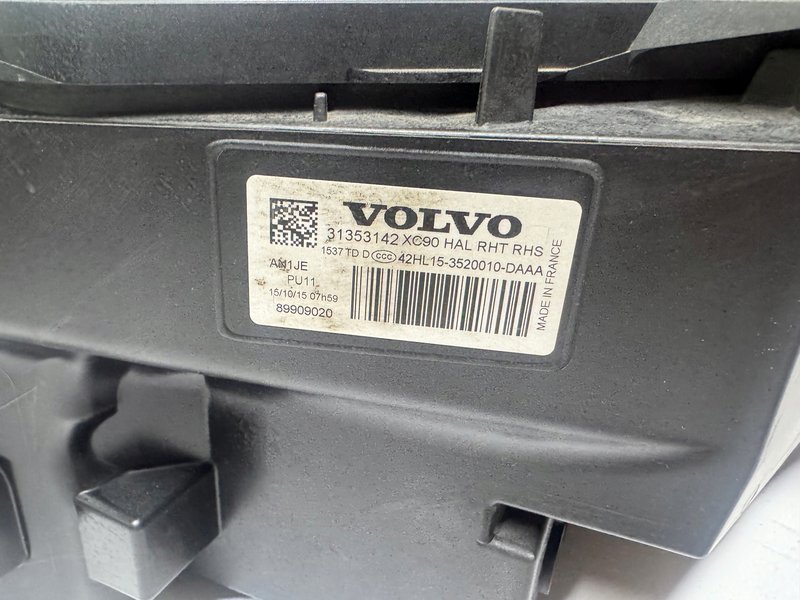 VOLVO
31353142 XC90 HAL RHT RHS
1537 TD D CCC 42HL15-3520010-DAAA
AN1JE
PU11
15/10/15 07h59
89909020
MADE IN FRANCE